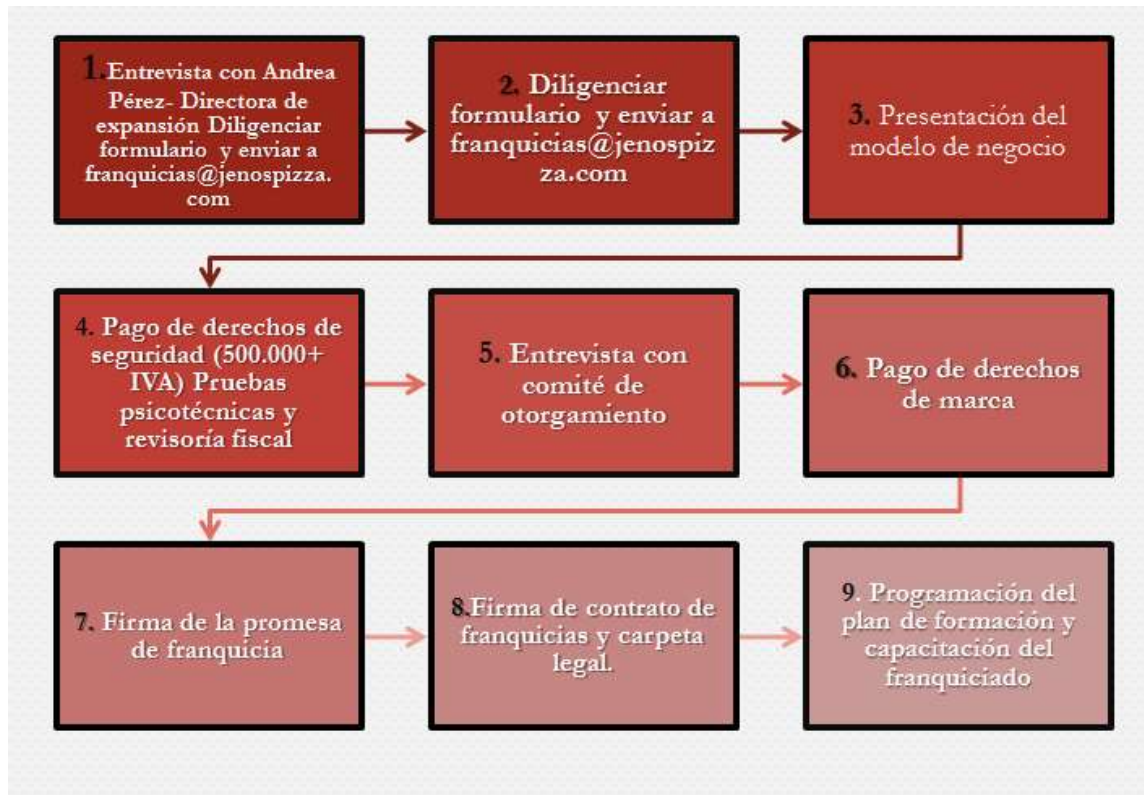 1.Entrevista con Andrea
Pérez- Directora de
expansión Diligenciar
formulario y enviar a
franquicias@jenospizza.
com
2. Diligenciar
formulario y enviar a
franquicias@jenospiz
za.com
3. Presentación del
modelo de negocio
4. Pago de derechos de
seguridad (500.000+
IVA) Pruebas
psicotécnicas y
revisoría fiscal
5. Entrevista con
comité de
otorgamiento
6. Pago de derechos
de marca
7. Firma de la promesa
de franquicia
8.Firma de contrato de
franquicias y carpeta
legal.
9. Programación del
plan de formación y
capacitación del
franquiciado